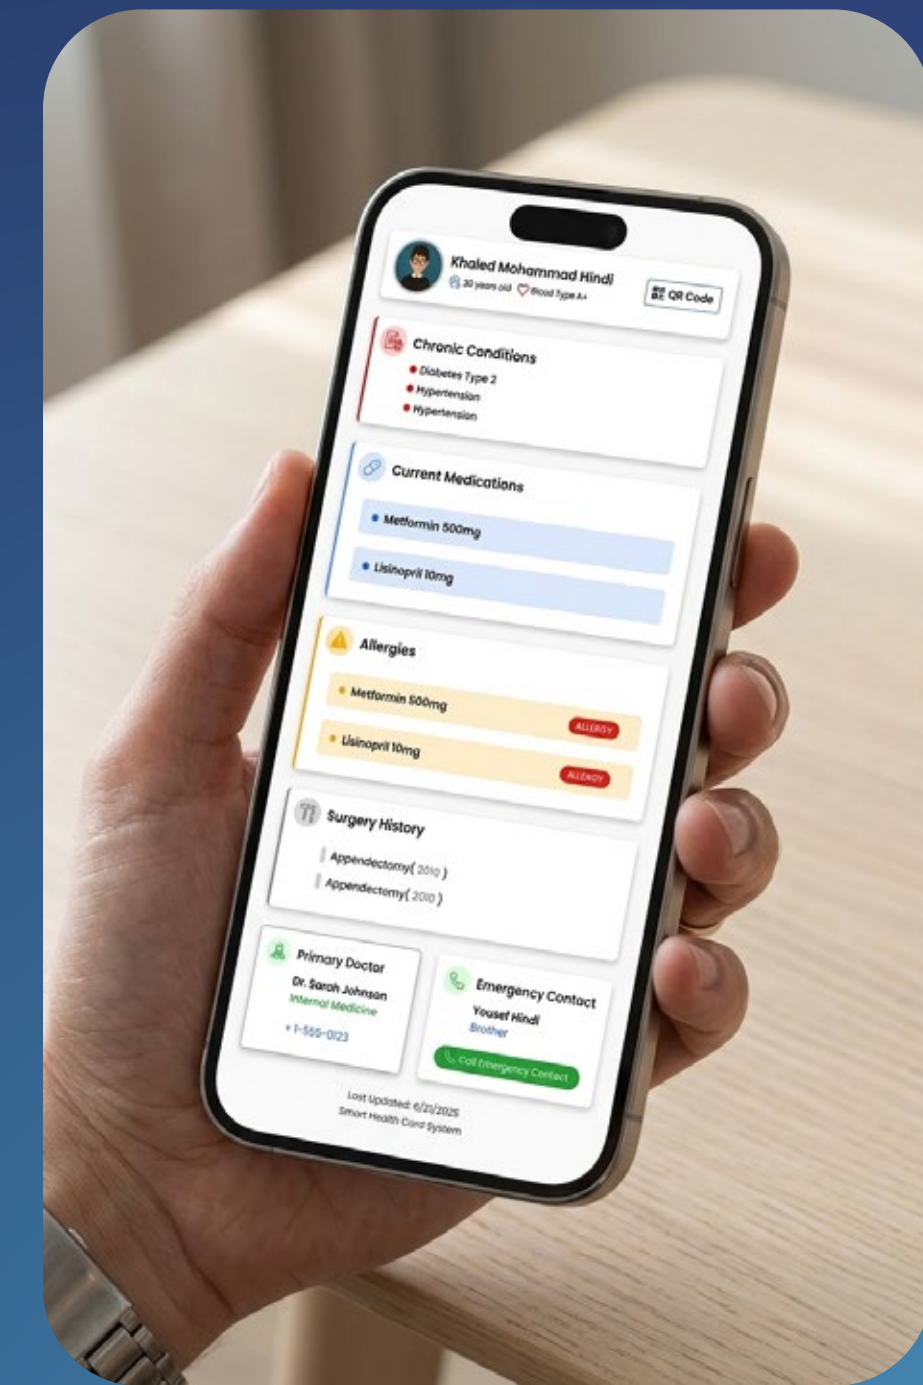 Khaled Mohammad Hindi
30 years old Blood Type A+
QR Code
Chronic Conditions
Diabetes Type 2
Hypertension
Hypertension
Current Medications
Metformin 500mg
Lisinopril 10mg
Allergies
Metformin 500mg ALLERGY
Lisinopril 10mg ALLERGY
Surgery History
Appendectomy( 2010 )
Appendectomy( 2010 )
Primary Doctor
Dr. Sarah Johnson
Internal Medicine
+ 1-555-0123
Emergency Contact
Yousef Hindi
Brother
Call Emergency Contact
Last Updated: 6/21/2025
Smart Health Card System